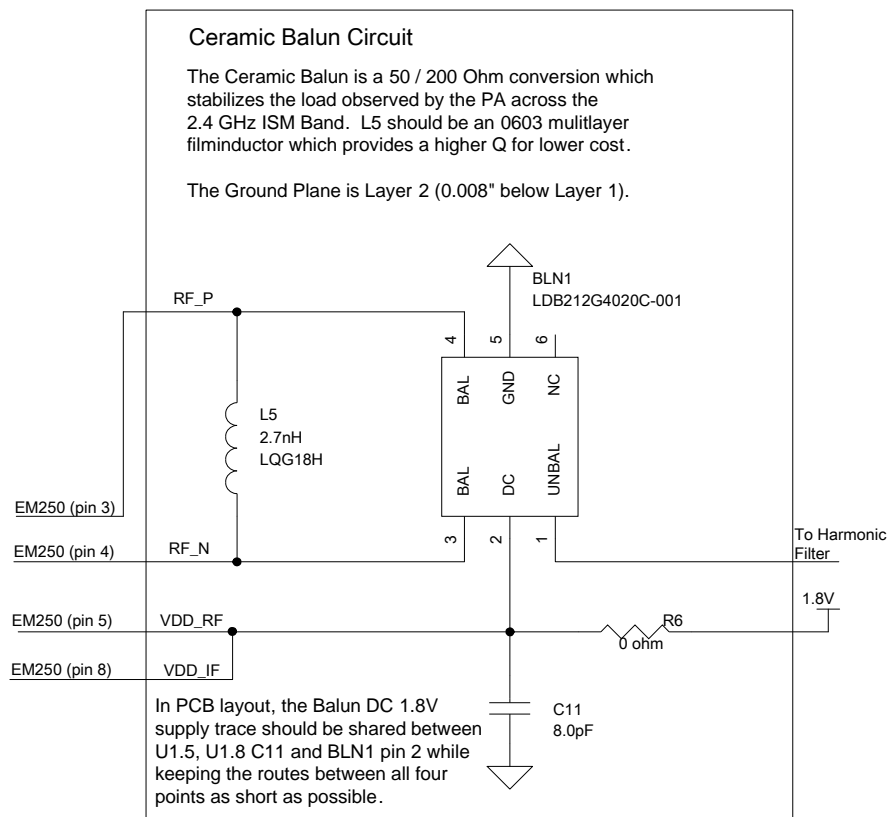 Ceramic Balun Circuit
The Ceramic Balun is a 50 / 200 Ohm conversion which
stabilizes the load observed by the PA across the
2.4 GHz ISM Band. L5 should be an 0603 mulitlayer
filminductor which provides a higher Q for lower cost.
The Ground Plane is Layer 2 (0.008" below Layer 1).
BLN1
LDB212G4020C-001
RF_P
4
5
6
BAL
GND
NC
L5
2.7nH
LQG18H
BAL
DC
UNBAL
EM250 (pin 3)
3
2
1
EM250 (pin 4)
RF_N
To Harmonic
Filter
1.8V
EM250 (pin 5)
VDD_RF
R6
0 ohm
EM250 (pin 8)
VDD_IF
In PCB layout, the Balun DC 1.8V
supply trace should be shared between
U1.5, U1.8 C11 and BLN1 pin 2 while
keeping the routes between all four
points as short as possible.
C11
8.0pF